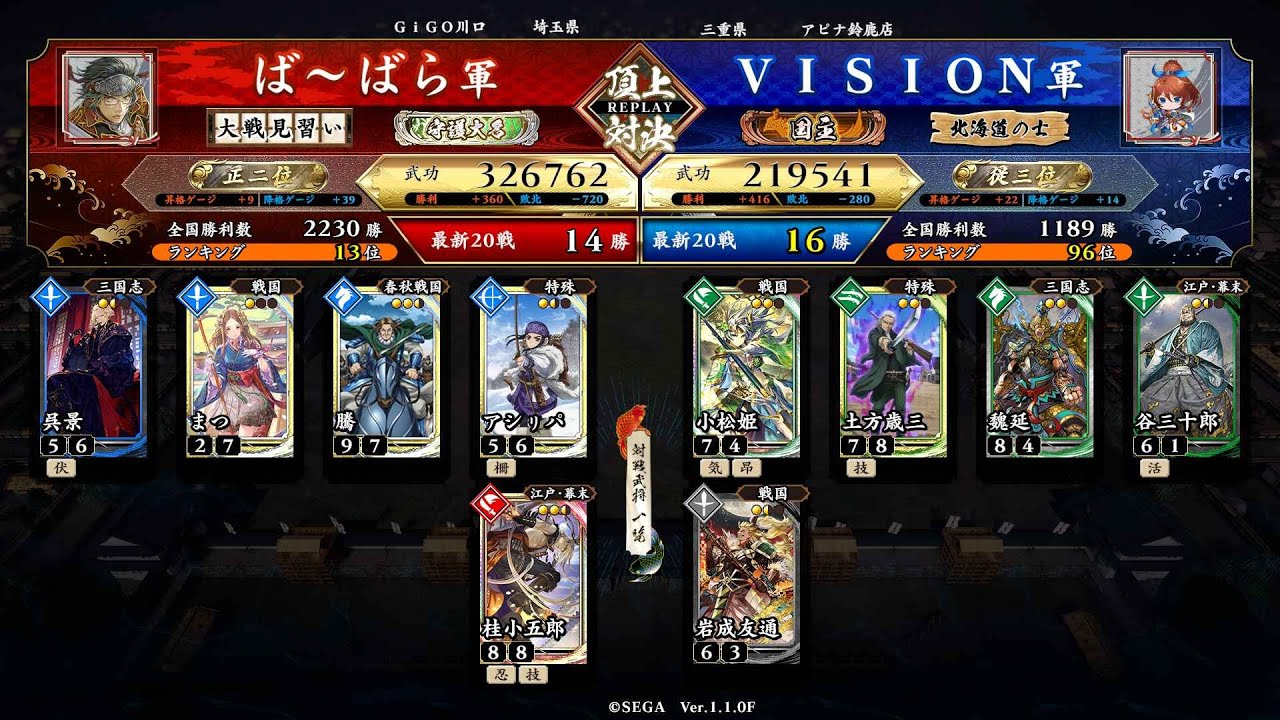 GiGO川口 埼玉県 三重県 アピナ鈴鹿店
ば～ばら軍
頂上
REPLAY
対決
VISION軍
大戦見習い 守護大名
国主 北海道の士
正二位 武功 326762
武功 219541 従三位
昇格ゲージ +9 降格ゲージ +39 勝利 +360 敗北 -720
勝利 +416 敗北 -280 昇格ゲージ +22 降格ゲージ +14
全国勝利数 2230勝
ランキング 13位
最新20戦 14勝
最新20戦 16勝
全国勝利数 1189勝
ランキング 96位
三国志 戦国 春秋戦国 特殊
戦国 特殊 三国志 江戸・幕末
呉景 まつ 騰 アシリパ
小松姫 土方歳三 魏延 谷三十郎
5 6 2 7 9 7 5 6
7 4 7 8 8 4 6 1
伏 柵
気 昂 技 活
対戦武将一覧
江戸・幕末
戦国
桂小五郎
岩成友通
8 8
6 3
忍 技
©SEGA Ver.1.1.0F